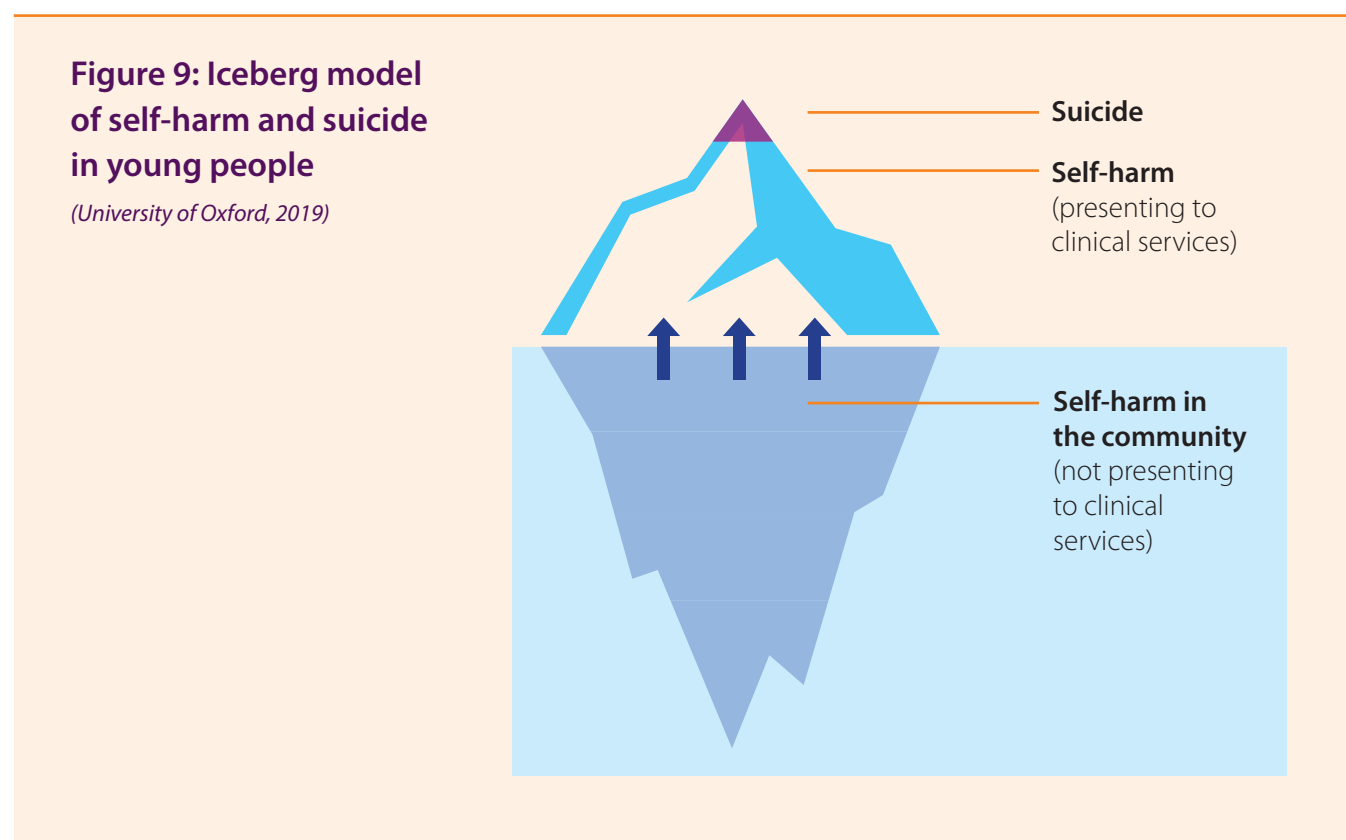 Figure 9: Iceberg model
of self-harm and suicide
in young people
(University of Oxford, 2019)
Suicide
Self-harm
(presenting to
clinical services)
Self-harm in
the community
(not presenting
to clinical
services)